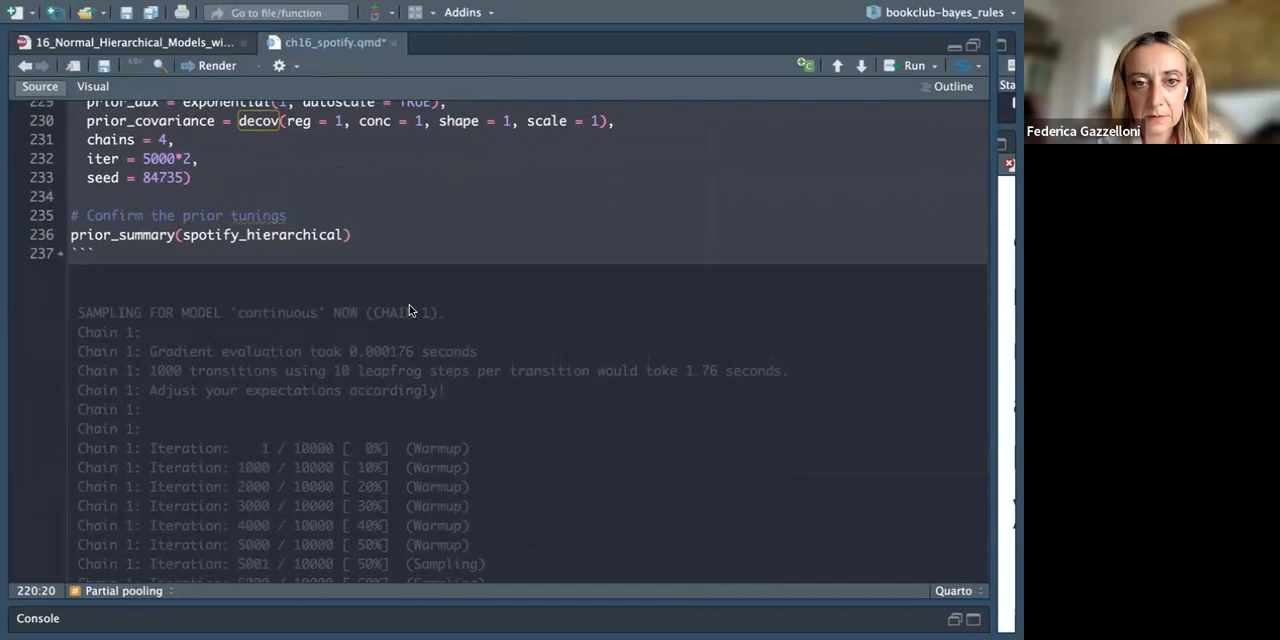 Go to file/function
Addins
bookclub-bayes_rules
16_Normal_Hierarchical_Models_wi...
ch16_spotify.qmd*
Render
Run
Source
Visual
Outline
Sta
229 prior_aux = exponential(1, autoscale = TRUE),
230 prior_covariance = decov(reg = 1, conc = 1, shape = 1, scale = 1),
231 chains = 4,
232 iter = 5000*2,
233 seed = 84735)
234
235 # Confirm the prior tunings
236 prior_summary(spotify_hierarchical)
237 ```
SAMPLING FOR MODEL 'continuous' NOW (CHAIN 1).
Chain 1:
Chain 1: Gradient evaluation took 0.000176 seconds
Chain 1: 1000 transitions using 10 leapfrog steps per transition would take 1.76 seconds.
Chain 1: Adjust your expectations accordingly!
Chain 1:
Chain 1:
Chain 1: Iteration: 1 / 10000 [ 0%] (Warmup)
Chain 1: Iteration: 1000 / 10000 [ 10%] (Warmup)
Chain 1: Iteration: 2000 / 10000 [ 20%] (Warmup)
Chain 1: Iteration: 3000 / 10000 [ 30%] (Warmup)
Chain 1: Iteration: 4000 / 10000 [ 40%] (Warmup)
Chain 1: Iteration: 5000 / 10000 [ 50%] (Warmup)
Chain 1: Iteration: 5001 / 10000 [ 50%] (Sampling)
220:20
# Partial pooling
Quarto
Console
Federica Gazzelloni